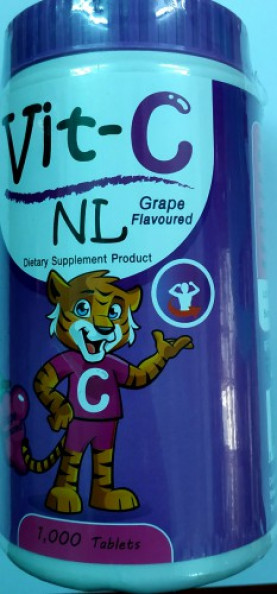 Vit-C
NL
Grape
Flavoured
Dietary Supplement Product
C
1,000 Tablets